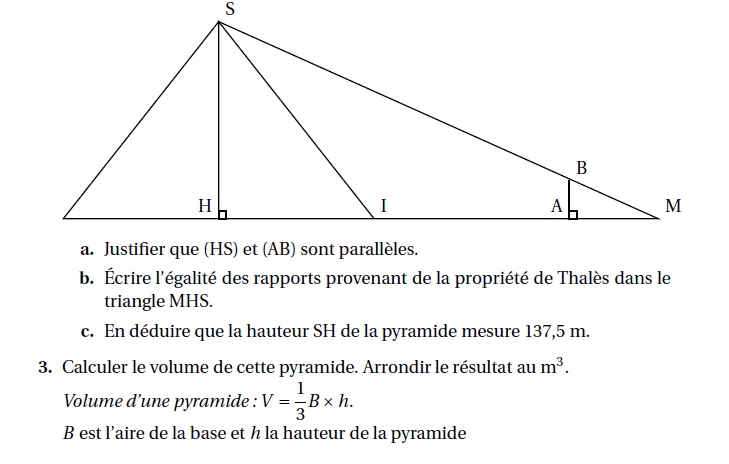 S
B
H
I
A
M
a. Justifier que (HS) et (AB) sont parallèles.
b. Écrire l'égalité des rapports provenant de la propriété de Thalès dans le
triangle MHS.
c. En déduire que la hauteur SH de la pyramide mesure 137,5 m.
3. Calculer le volume de cette pyramide. Arrondir le résultat au m³.
Volume d'une pyramide : V = 1/3 B × h.
B est l'aire de la base et h la hauteur de la pyramide